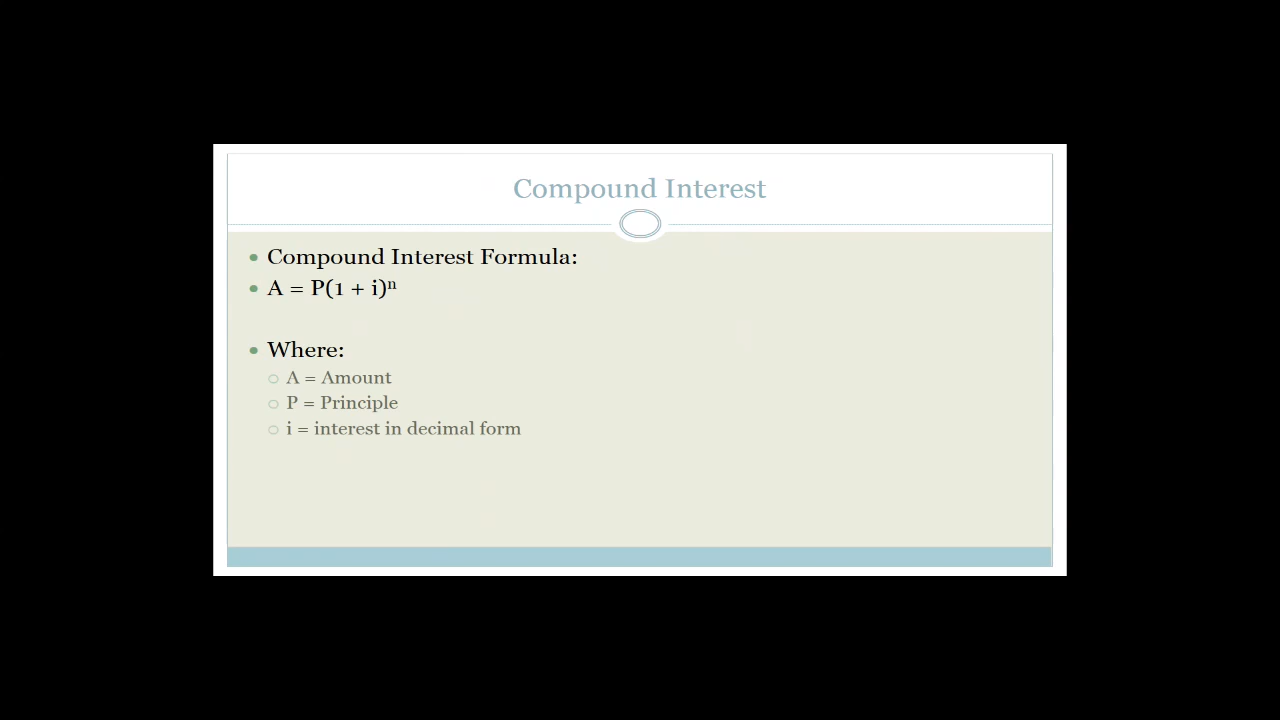 Compound Interest
Compound Interest Formula:
A = P(1 + i)ⁿ
Where:
A = Amount
P = Principle
i = interest in decimal form